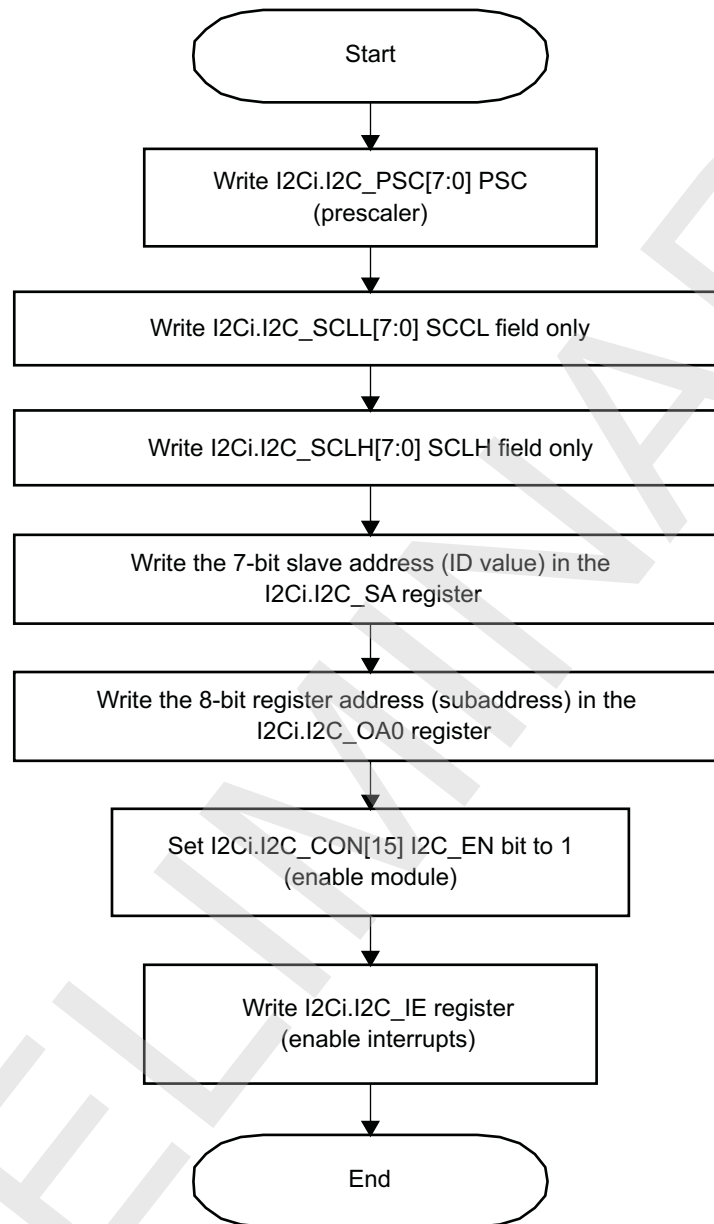 Start
Write I2Ci.I2C_PSC[7:0] PSC
(prescaler)
Write I2Ci.I2C_SCLL[7:0] SCCL field only
Write I2Ci.I2C_SCLH[7:0] SCLH field only
Write the 7-bit slave address (ID value) in the
I2Ci.I2C_SA register
Write the 8-bit register address (subaddress) in the
I2Ci.I2C_OA0 register
Set I2Ci.I2C_CON[15] I2C_EN bit to 1
(enable module)
Write I2Ci.I2C_IE register
(enable interrupts)
End
ELIMINA